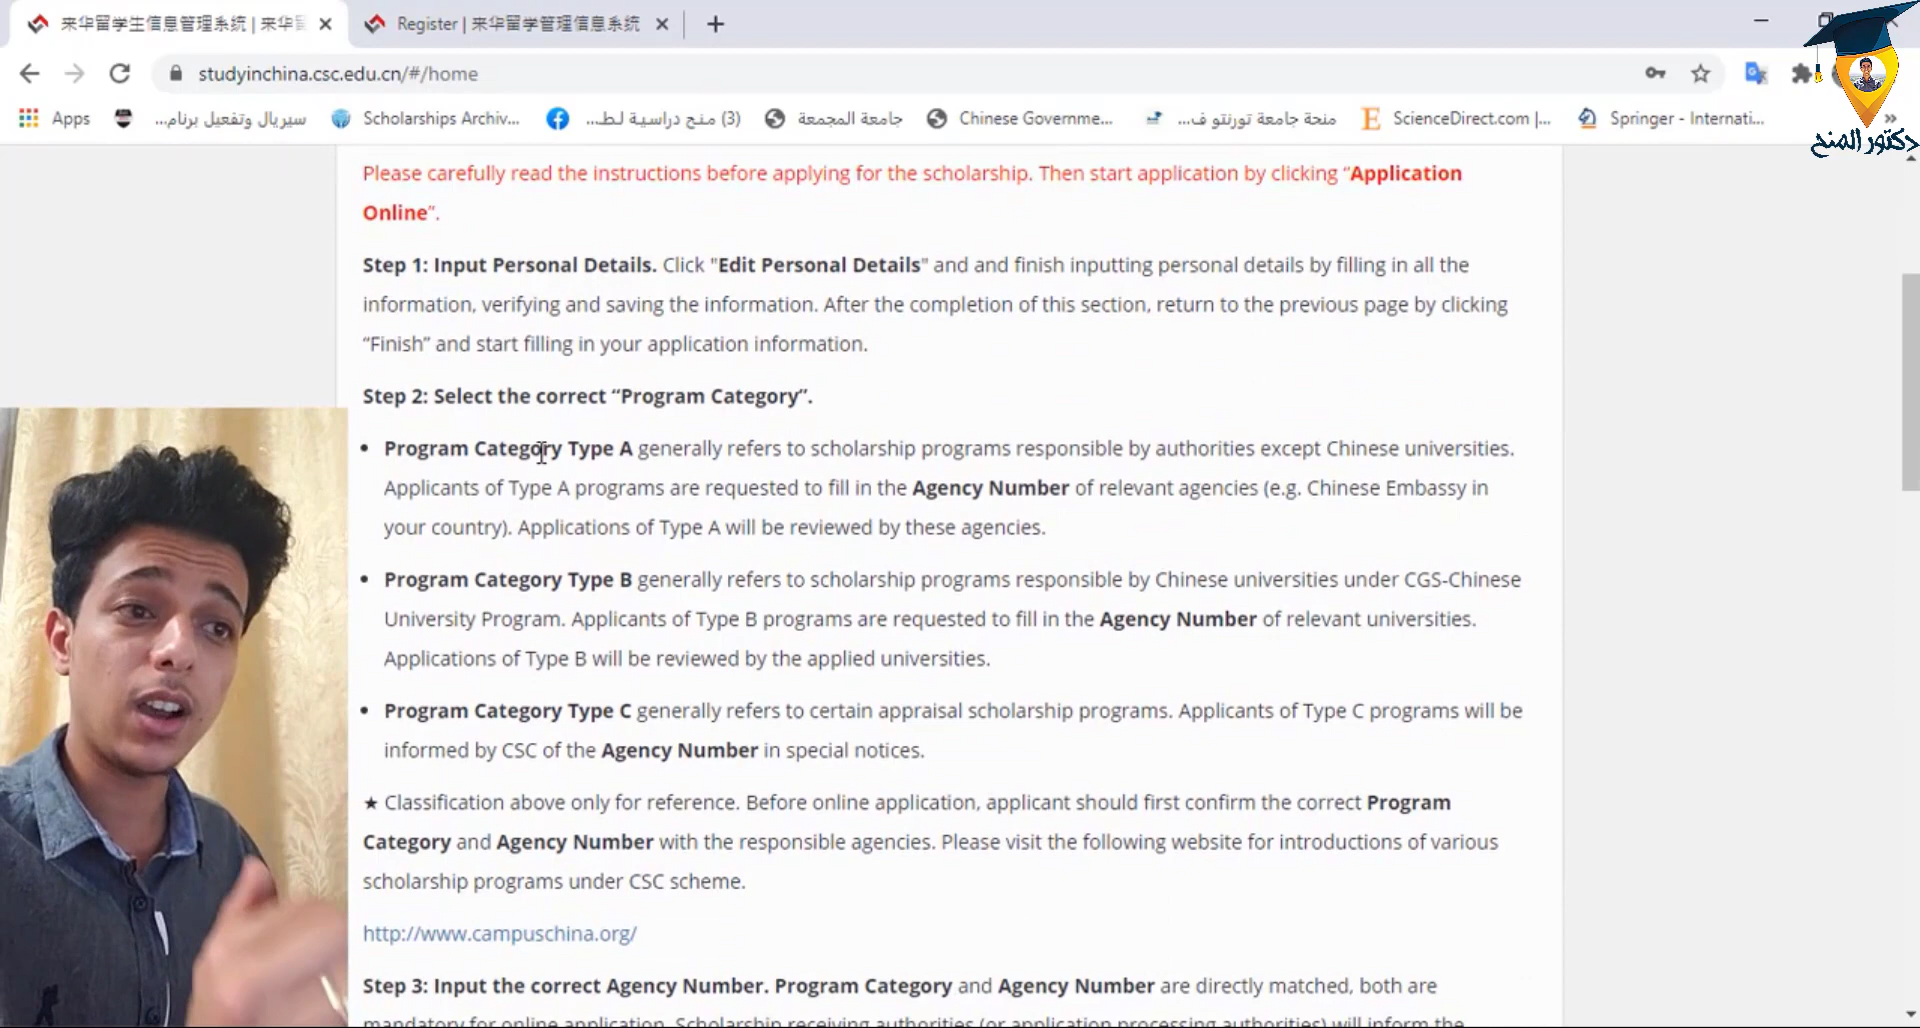 来华留学生信息管理系统 | 来华
Register | 来华留学管理信息系统
studyinchina.csc.edu.cn/#/home
Apps
سيريال وتفعيل برنام...
Scholarships Archiv...
(3) منح دراسية لط...
جامعة المجمعة
Chinese Governme...
منحة جامعة تورنتو ف...
ScienceDirect.com |...
Springer - Internati...
دكتور المنح
Please carefully read the instructions before applying for the scholarship. Then start application by clicking “Application
Online”.
Step 1: Input Personal Details. Click "Edit Personal Details" and and finish inputting personal details by filling in all the
information, verifying and saving the information. After the completion of this section, return to the previous page by clicking
“Finish” and start filling in your application information.
Step 2: Select the correct “Program Category”.
• Program Category Type A generally refers to scholarship programs responsible by authorities except Chinese universities.
Applicants of Type A programs are requested to fill in the Agency Number of relevant agencies (e.g. Chinese Embassy in
your country). Applications of Type A will be reviewed by these agencies.
• Program Category Type B generally refers to scholarship programs responsible by Chinese universities under CGS-Chinese
University Program. Applicants of Type B programs are requested to fill in the Agency Number of relevant universities.
Applications of Type B will be reviewed by the applied universities.
• Program Category Type C generally refers to certain appraisal scholarship programs. Applicants of Type C programs will be
informed by CSC of the Agency Number in special notices.
★ Classification above only for reference. Before online application, applicant should first confirm the correct Program
Category and Agency Number with the responsible agencies. Please visit the following website for introductions of various
scholarship programs under CSC scheme.
http://www.campuschina.org/
Step 3: Input the correct Agency Number. Program Category and Agency Number are directly matched, both are
mandatory for online application. Scholarship receiving authorities (or application processing authorities) will inform the